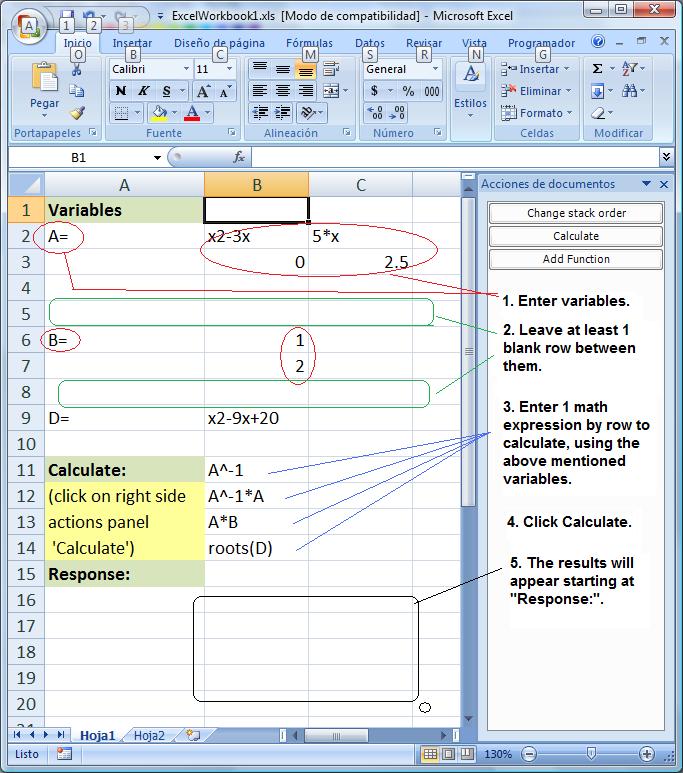 ExcelWorkbook1.xls [Modo de compatibilidad] - Microsoft Excel
A
1 2 3
Inicio Insertar Diseño de página Fórmulas Datos Revisar Vista Programador
O B C M S R N G
Pegar
Calibri 11
N K S A A
General
$ % 000
Estilos
Insertar
Eliminar
Formato
Σ
Portapapeles Fuente Alineación Número Celdas Modificar
B1 fx
A B C
1 Variables
2 A= x2-3x 5*x
3 0 2.5
4
5
6 B= 1
7 2
8
9 D= x2-9x+20
10
11 Calculate: A^-1
12 (click on right side A^-1*A
13 actions panel A*B
14 'Calculate') roots(D)
15 Response:
16
17
18
19
20
21
Acciones de documentos
Change stack order
Calculate
Add Function
1. Enter variables.
2. Leave at least 1
blank row between
them.
3. Enter 1 math
expression by row to
calculate, using the
above mentioned
variables.
4. Click Calculate.
5. The results will
appear starting at
"Response:".
Hoja1 Hoja2
Listo 130%